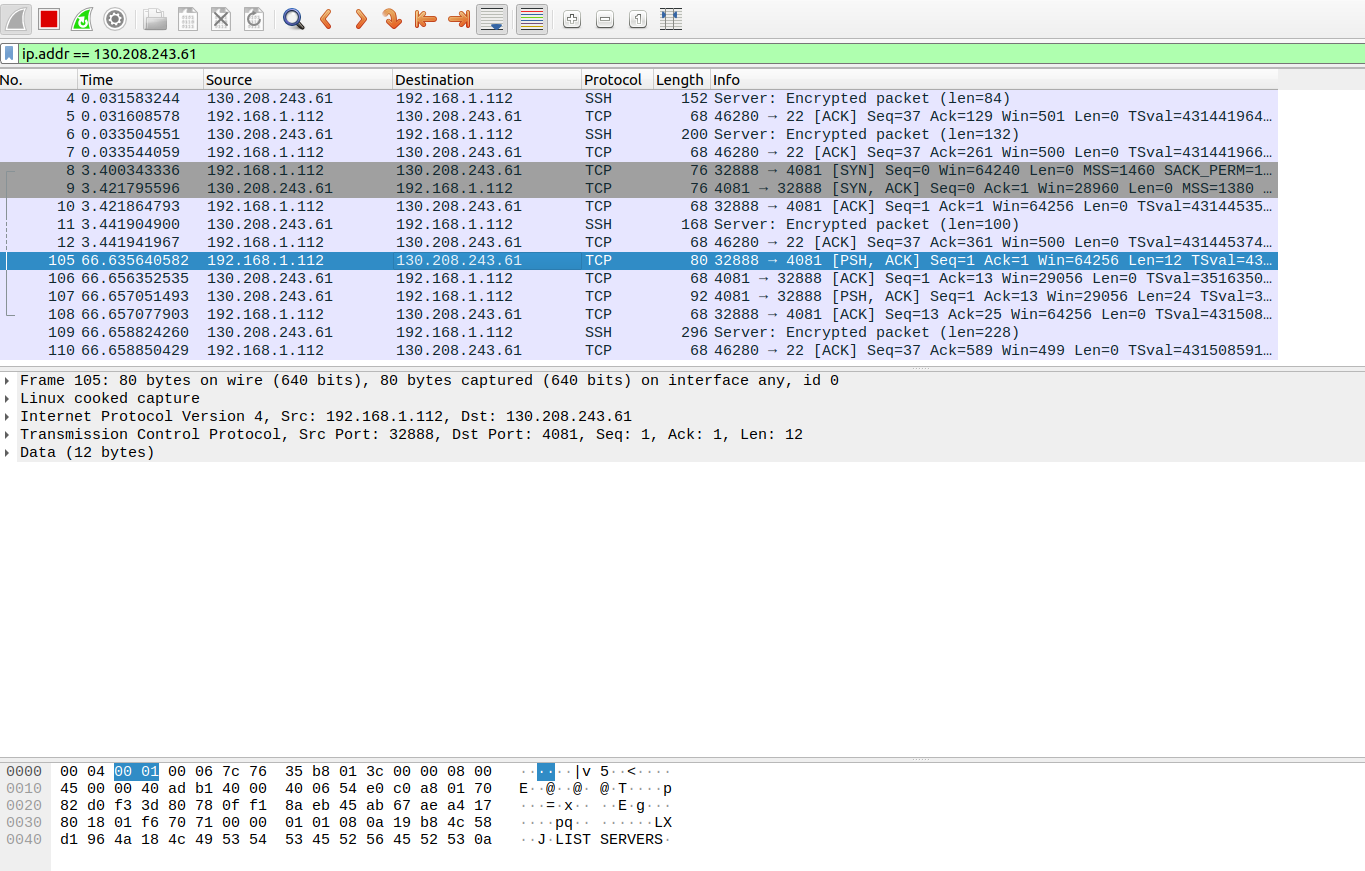 ip.addr == 130.208.243.61
No. Time Source Destination Protocol Length Info
4 0.031583244 130.208.243.61 192.168.1.112 SSH 152 Server: Encrypted packet (len=84)
5 0.031608578 192.168.1.112 130.208.243.61 TCP 68 46280 → 22 [ACK] Seq=37 Ack=129 Win=501 Len=0 TSval=431441964…
6 0.033504551 130.208.243.61 192.168.1.112 SSH 200 Server: Encrypted packet (len=132)
7 0.033544059 192.168.1.112 130.208.243.61 TCP 68 46280 → 22 [ACK] Seq=37 Ack=261 Win=500 Len=0 TSval=431441966…
8 3.400343336 192.168.1.112 130.208.243.61 TCP 76 32888 → 4081 [SYN] Seq=0 Win=64240 Len=0 MSS=1460 SACK_PERM=1…
9 3.421795596 130.208.243.61 192.168.1.112 TCP 76 4081 → 32888 [SYN, ACK] Seq=0 Ack=1 Win=28960 Len=0 MSS=1380 …
10 3.421864793 192.168.1.112 130.208.243.61 TCP 68 32888 → 4081 [ACK] Seq=1 Ack=1 Win=64256 Len=0 TSval=43144535…
11 3.441904900 130.208.243.61 192.168.1.112 SSH 168 Server: Encrypted packet (len=100)
12 3.441941967 192.168.1.112 130.208.243.61 TCP 68 46280 → 22 [ACK] Seq=37 Ack=361 Win=500 Len=0 TSval=431445374…
105 66.635640582 192.168.1.112 130.208.243.61 TCP 80 32888 → 4081 [PSH, ACK] Seq=1 Ack=1 Win=64256 Len=12 TSval=43…
106 66.656352535 130.208.243.61 192.168.1.112 TCP 68 4081 → 32888 [ACK] Seq=1 Ack=13 Win=29056 Len=0 TSval=3516350…
107 66.657051493 130.208.243.61 192.168.1.112 TCP 92 4081 → 32888 [PSH, ACK] Seq=1 Ack=13 Win=29056 Len=24 TSval=3…
108 66.657077903 192.168.1.112 130.208.243.61 TCP 68 32888 → 4081 [ACK] Seq=13 Ack=25 Win=64256 Len=0 TSval=431508…
109 66.658824260 130.208.243.61 192.168.1.112 SSH 296 Server: Encrypted packet (len=228)
110 66.658850429 192.168.1.112 130.208.243.61 TCP 68 46280 → 22 [ACK] Seq=37 Ack=589 Win=499 Len=0 TSval=431508591…
Frame 105: 80 bytes on wire (640 bits), 80 bytes captured (640 bits) on interface any, id 0
Linux cooked capture
Internet Protocol Version 4, Src: 192.168.1.112, Dst: 130.208.243.61
Transmission Control Protocol, Src Port: 32888, Dst Port: 4081, Seq: 1, Ack: 1, Len: 12
Data (12 bytes)
0000 00 04 00 01 00 06 7c 76 35 b8 01 3c 00 00 08 00 ······|v 5··<····
0010 45 00 00 40 ad b1 40 00 40 06 54 e0 c0 a8 01 70 E··@··@· @·T····p
0020 82 d0 f3 3d 80 78 0f f1 8a eb 45 ab 67 ae a4 17 ···=·x·· ··E·g···
0030 80 18 01 f6 70 71 00 00 01 01 08 0a 19 b8 4c 58 ····pq·· ······LX
0040 d1 96 4a 18 4c 49 53 54 53 45 52 56 45 52 53 0a ··J·LIST SERVERS·